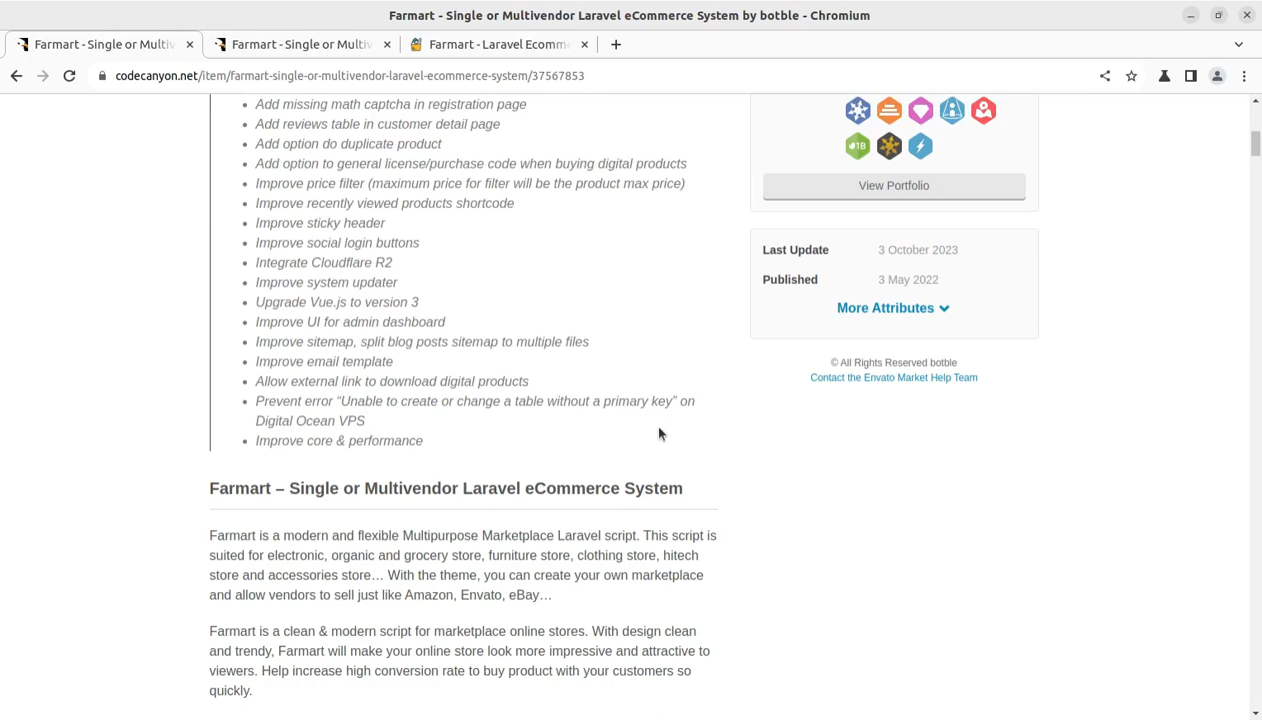 Farmart - Single or Multivendor Laravel eCommerce System by botble - Chromium
Farmart - Single or Multiv
Farmart - Single or Multiv
Farmart - Laravel Ecomm
codecanyon.net/item/farmart-single-or-multivendor-laravel-ecommerce-system/37567853
Add missing math captcha in registration page
Add reviews table in customer detail page
Add option do duplicate product
Add option to general license/purchase code when buying digital products
Improve price filter (maximum price for filter will be the product max price)
Improve recently viewed products shortcode
Improve sticky header
Improve social login buttons
Integrate Cloudflare R2
Improve system updater
Upgrade Vue.js to version 3
Improve UI for admin dashboard
Improve sitemap, split blog posts sitemap to multiple files
Improve email template
Allow external link to download digital products
Prevent error “Unable to create or change a table without a primary key” on
Digital Ocean VPS
Improve core & performance
Farmart – Single or Multivendor Laravel eCommerce System
Farmart is a modern and flexible Multipurpose Marketplace Laravel script. This script is
suited for electronic, organic and grocery store, furniture store, clothing store, hitech
store and accessories store… With the theme, you can create your own marketplace
and allow vendors to sell just like Amazon, Envato, eBay…
Farmart is a clean & modern script for marketplace online stores. With design clean
and trendy, Farmart will make your online store look more impressive and attractive to
viewers. Help increase high conversion rate to buy product with your customers so
quickly.
1B
View Portfolio
Last Update 3 October 2023
Published 3 May 2022
More Attributes
© All Rights Reserved botble
Contact the Envato Market Help Team